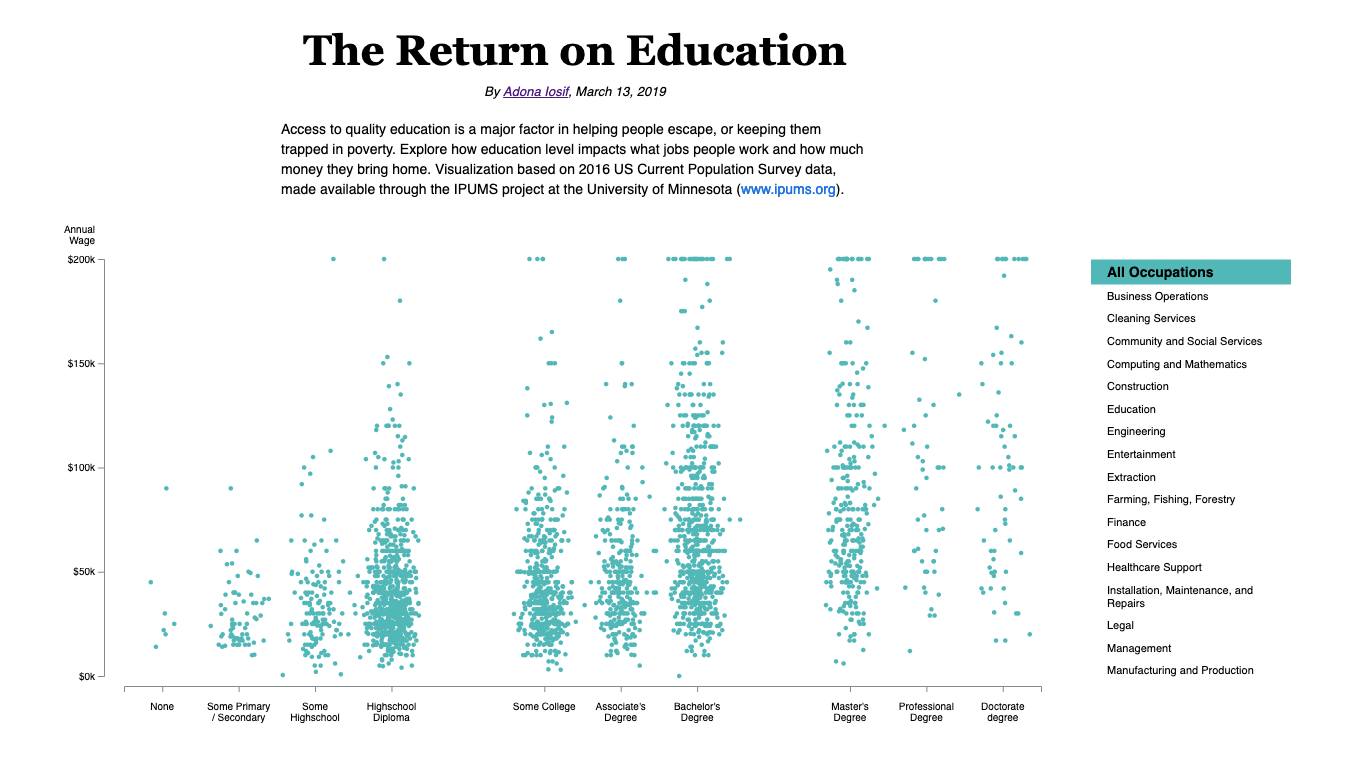 The Return on Education
By Adona Iosif, March 13, 2019
Access to quality education is a major factor in helping people escape, or keeping them
trapped in poverty. Explore how education level impacts what jobs people work and how much
money they bring home. Visualization based on 2016 US Current Population Survey data,
made available through the IPUMS project at the University of Minnesota (www.ipums.org).
Annual
Wage
$200k
$150k
$100k
$50k
$0k
None
Some Primary
/ Secondary
Some
Highschool
Highschool
Diploma
Some College
Associate's
Degree
Bachelor's
Degree
Master's
Degree
Professional
Degree
Doctorate
degree
All Occupations
Business Operations
Cleaning Services
Community and Social Services
Computing and Mathematics
Construction
Education
Engineering
Entertainment
Extraction
Farming, Fishing, Forestry
Finance
Food Services
Healthcare Support
Installation, Maintenance, and
Repairs
Legal
Management
Manufacturing and Production